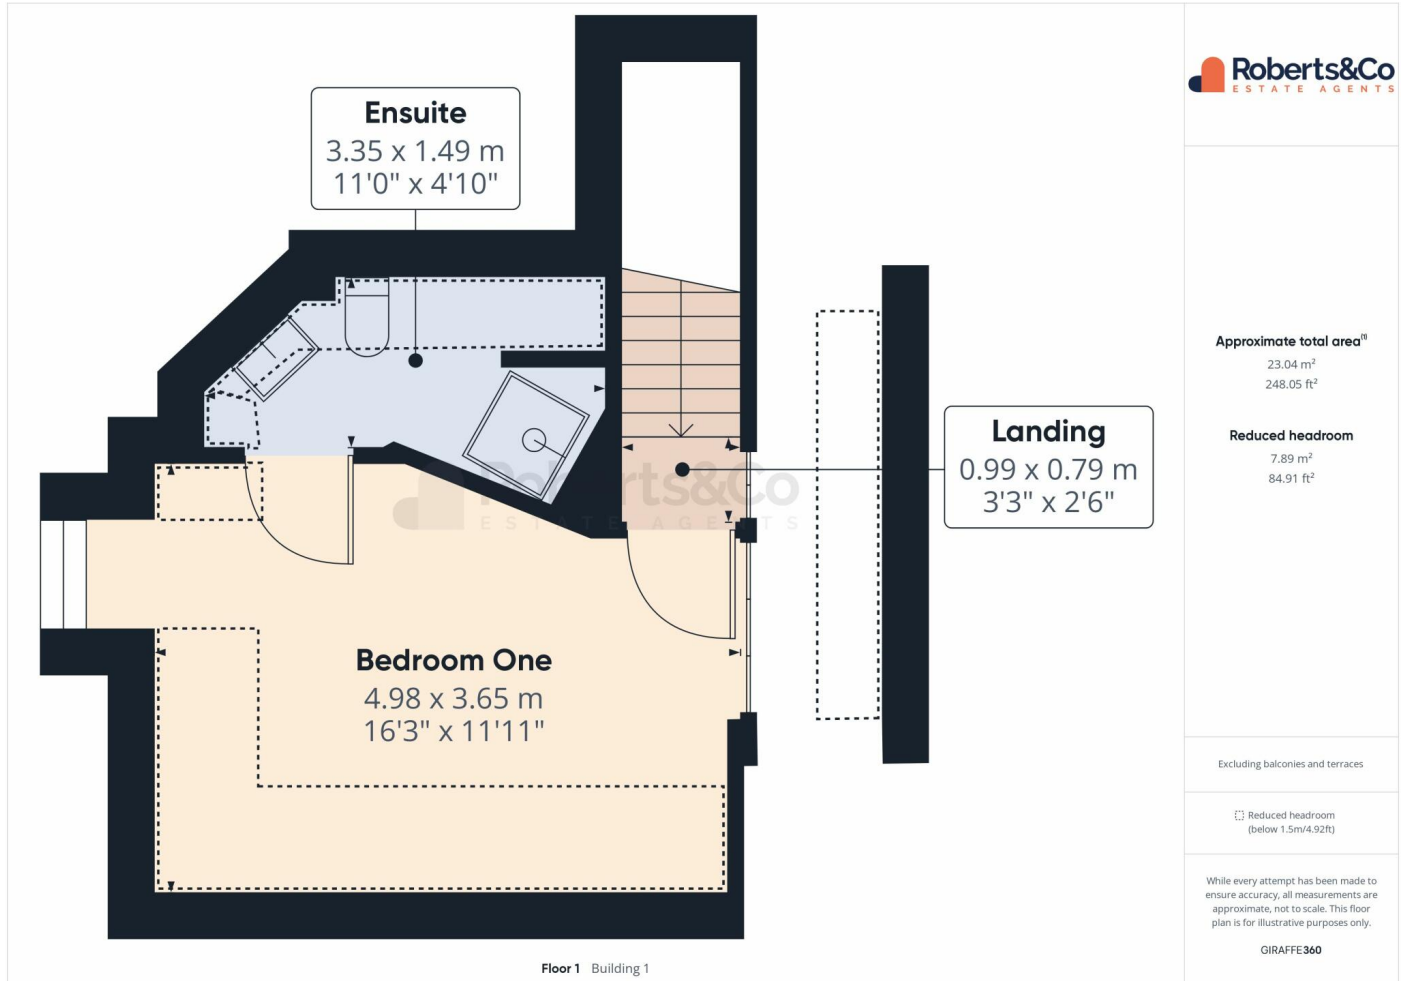 Ensuite
3.35 x 1.49 m
11'0" x 4'10"
Landing
0.99 x 0.79 m
3'3" x 2'6"
Bedroom One
4.98 x 3.65 m
16'3" x 11'11"
Roberts&Co
ESTATE AGENTS
Floor 1 Building 1
Roberts&Co
ESTATE AGENTS
Approximate total area(1)
23.04 m²
248.05 ft²
Reduced headroom
7.89 m²
84.91 ft²
Excluding balconies and terraces
Reduced headroom
(below 1.5m/4.92ft)
While every attempt has been made to
ensure accuracy, all measurements are
approximate, not to scale. This floor
plan is for illustrative purposes only.
GIRAFFE360